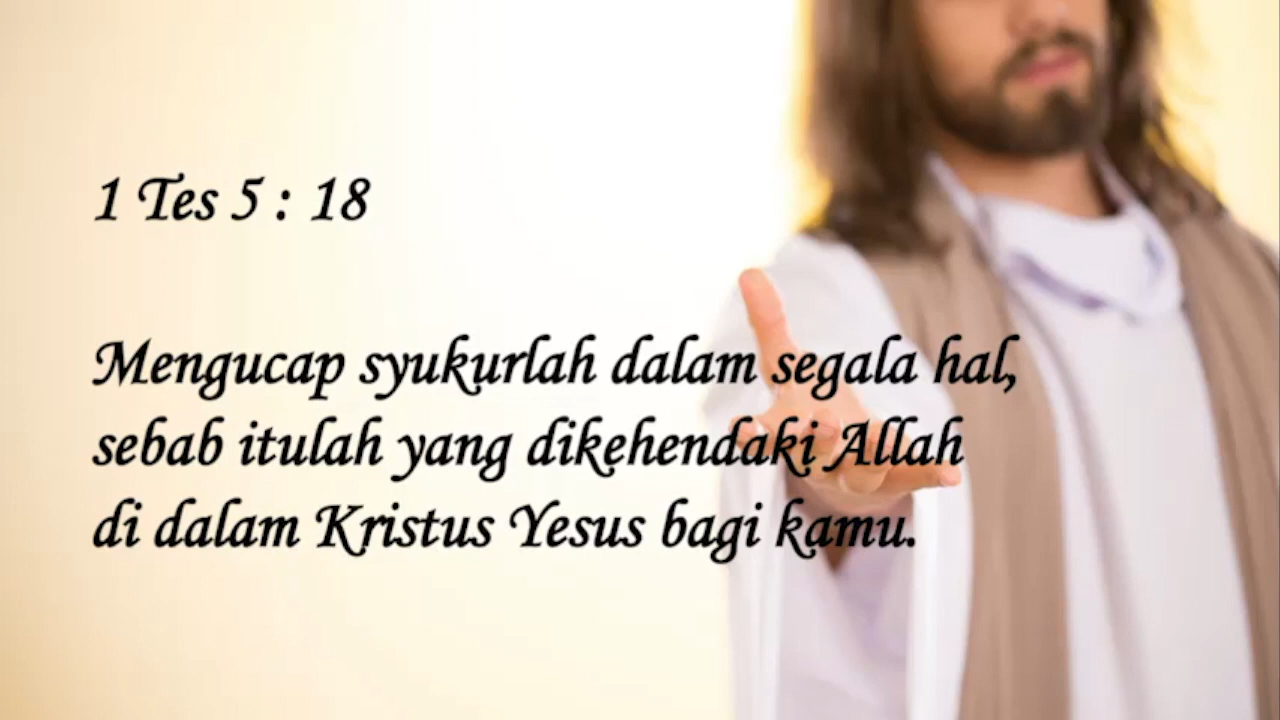 1 Tes 5 : 18
Mengucap syukurlah dalam segala hal,
sebab itulah yang dikehendaki Allah
di dalam Kristus Yesus bagi kamu.